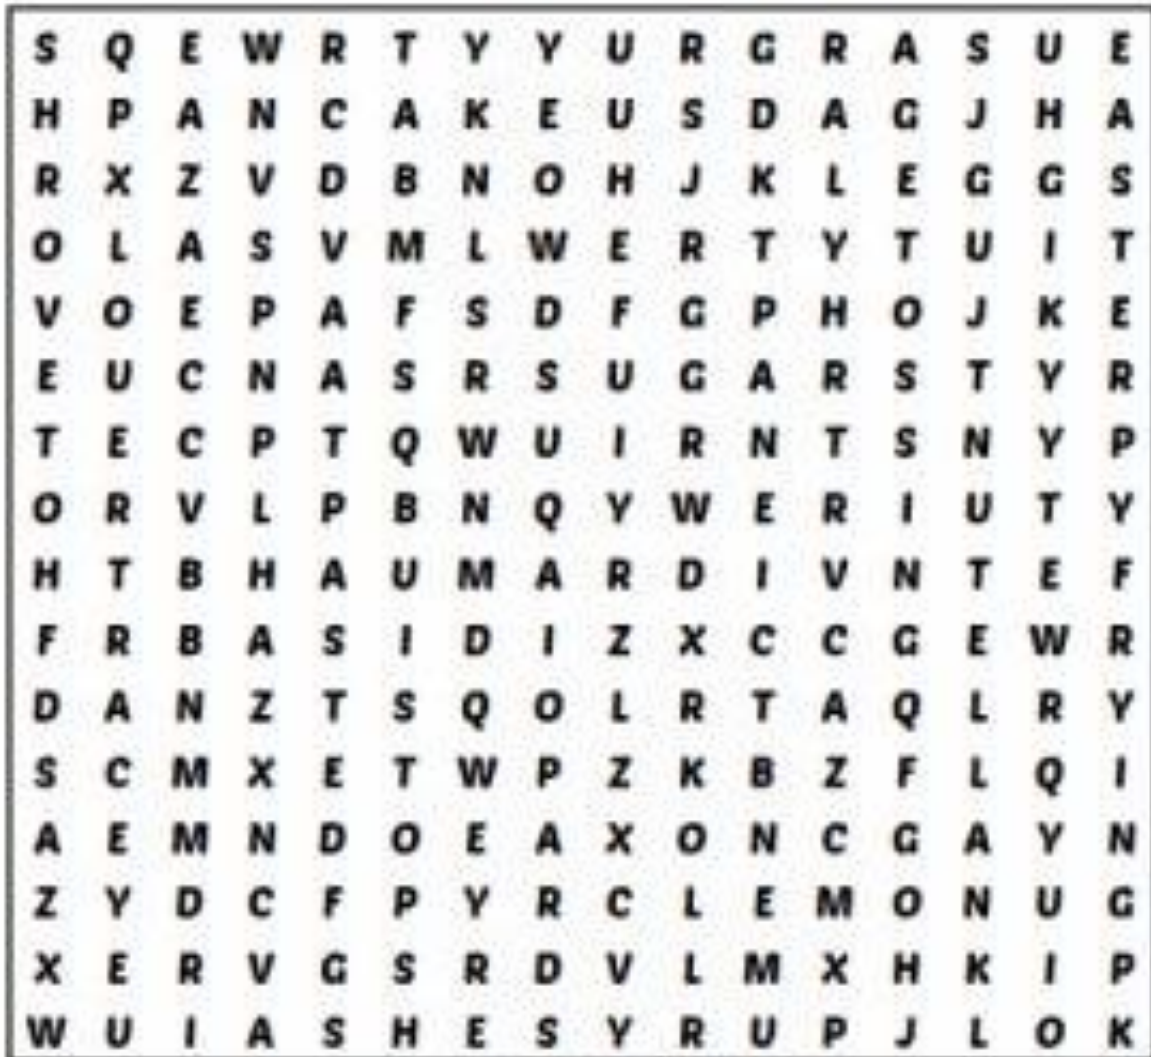 S Q E W R T Y Y U R G R A S U E
H P A N C A K E U S D A G J H A
R X Z V D B N O H J K L E G G S
O L A S V M L W E R T Y T U I T
V O E P A F S D F G P H O J K E
E U C N A S R S U G A R S T Y R
T E C P T Q W U I R N T S N Y P
O R V L P B N Q Y W E R I U T Y
H T B H A U M A R D I V N T E F
F R B A S I D I Z X C C G E W R
D A N Z T S Q O L R T A Q L R Y
S C M X E T W P Z K B Z F L Q I
A E M N D O E A X O N C G A Y N
Z Y D C F P Y R C L E M O N U G
X E R V G S R D V L M X H K I P
W U I A S H E S Y R U P J L O K